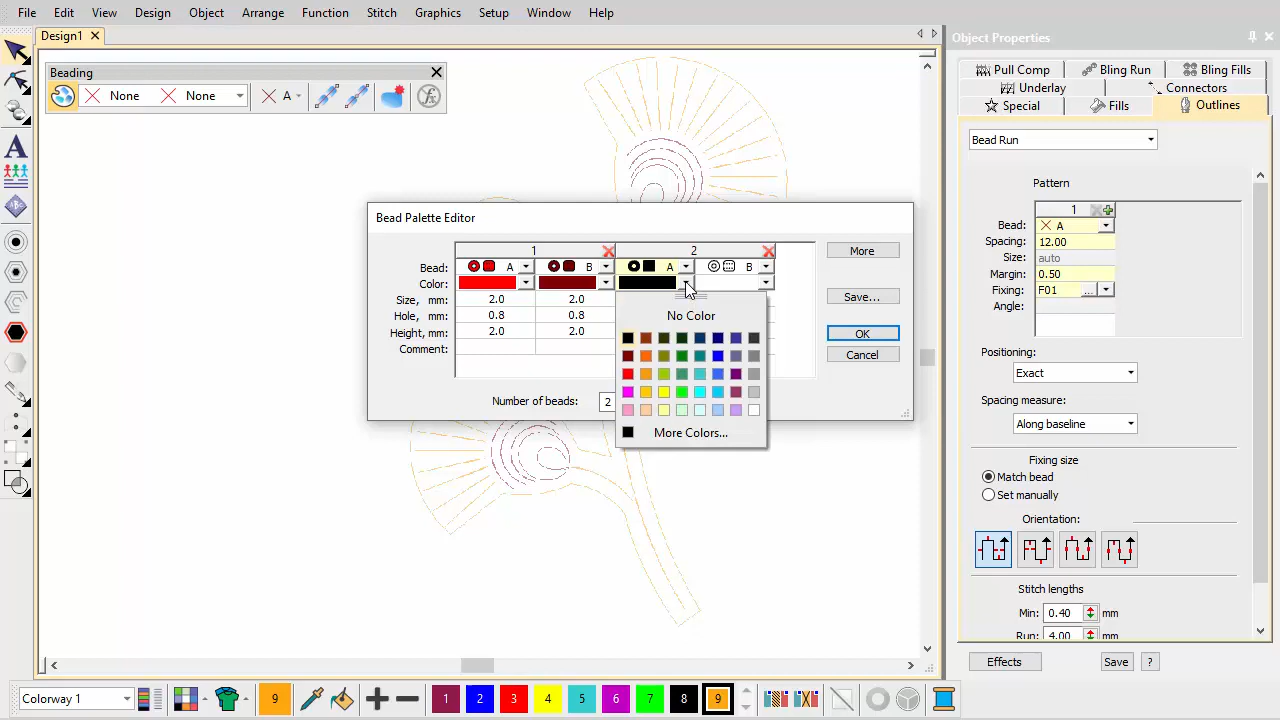 File Edit View Design Object Arrange Function Stitch Graphics Setup Window Help
Design1
Object Properties
Beading
None None A
Pull Comp Bling Run Bling Fills
Underlay Connectors
Special Fills Outlines
Bead Run
Pattern
1
Bead: A
Spacing: 12.00
Size: auto
Margin: 0.50
Fixing: F01 ...
Angle:
Positioning:
Exact
Spacing measure:
Along baseline
Fixing size
Match bead
Set manually
Orientation:
Stitch lengths
Min: 0.40 mm
Run: 4.00 mm
Effects Save ?
Bead Palette Editor
1 2
Bead: A B A B
Color:
Size, mm: 2.0 2.0
Hole, mm: 0.8 0.8
Height, mm: 2.0 2.0
Comment:
Number of beads: 2
More
Save...
OK
Cancel
No Color
More Colors...
Colorway 1 9 1 2 3 4 5 6 7 8 9